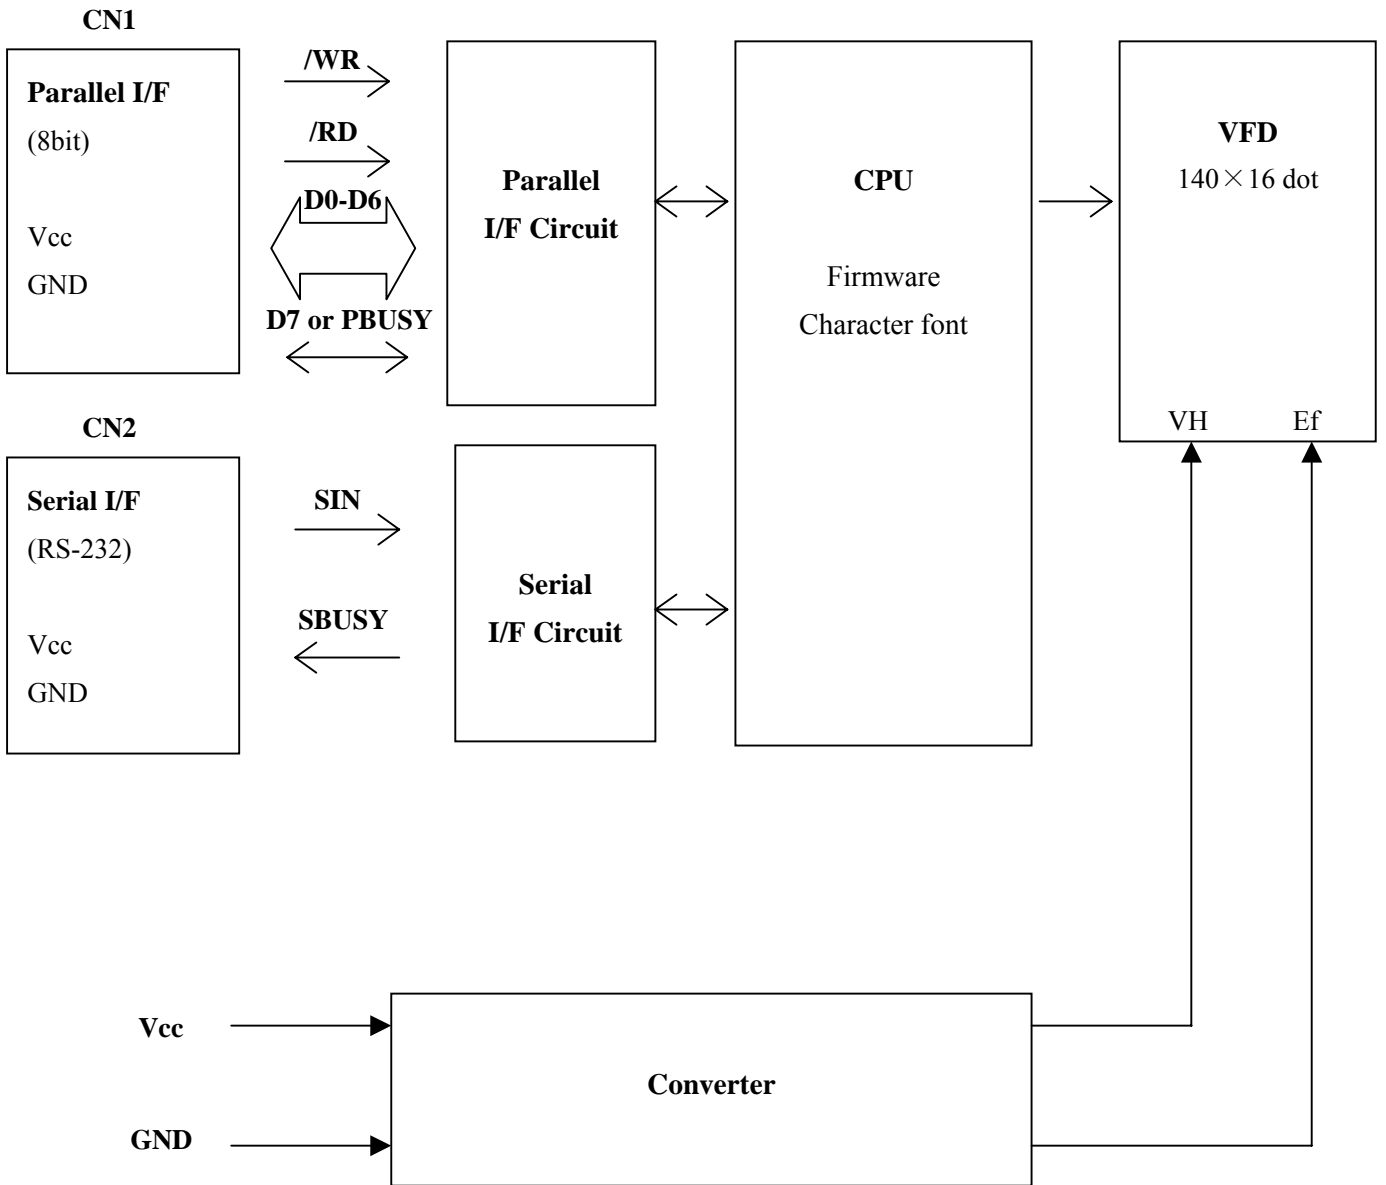 CN1
Parallel I/F
(8bit)
Vcc
GND
/WR
/RD
D0-D6
D7 or PBUSY
Parallel
I/F Circuit
CPU
Firmware
Character font
VFD
140×16 dot
VH Ef
CN2
Serial I/F
(RS-232)
Vcc
GND
SIN
SBUSY
Serial
I/F Circuit
Vcc
GND
Converter